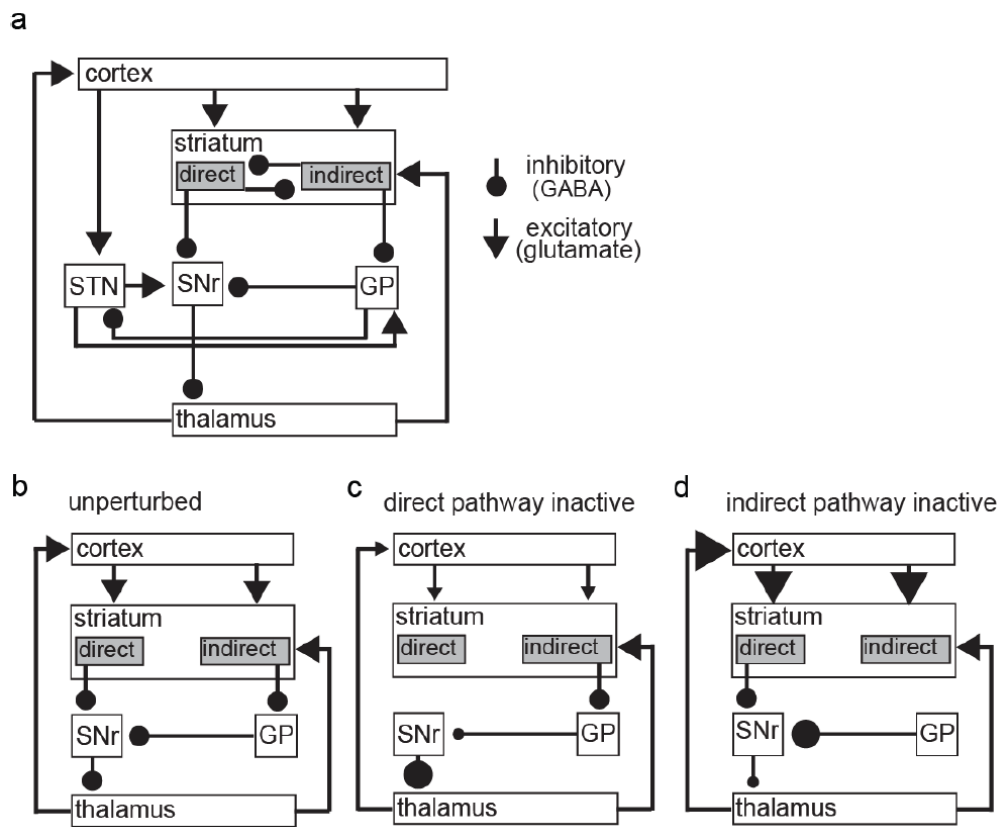 a
cortex
striatum
direct
indirect
inhibitory
(GABA)
excitatory
(glutamate)
STN
SNr
GP
thalamus
b
unperturbed
cortex
striatum
direct
indirect
SNr
GP
thalamus
c
direct pathway inactive
cortex
striatum
direct
indirect
SNr
GP
thalamus
d
indirect pathway inactive
cortex
striatum
direct
indirect
SNr
GP
thalamus